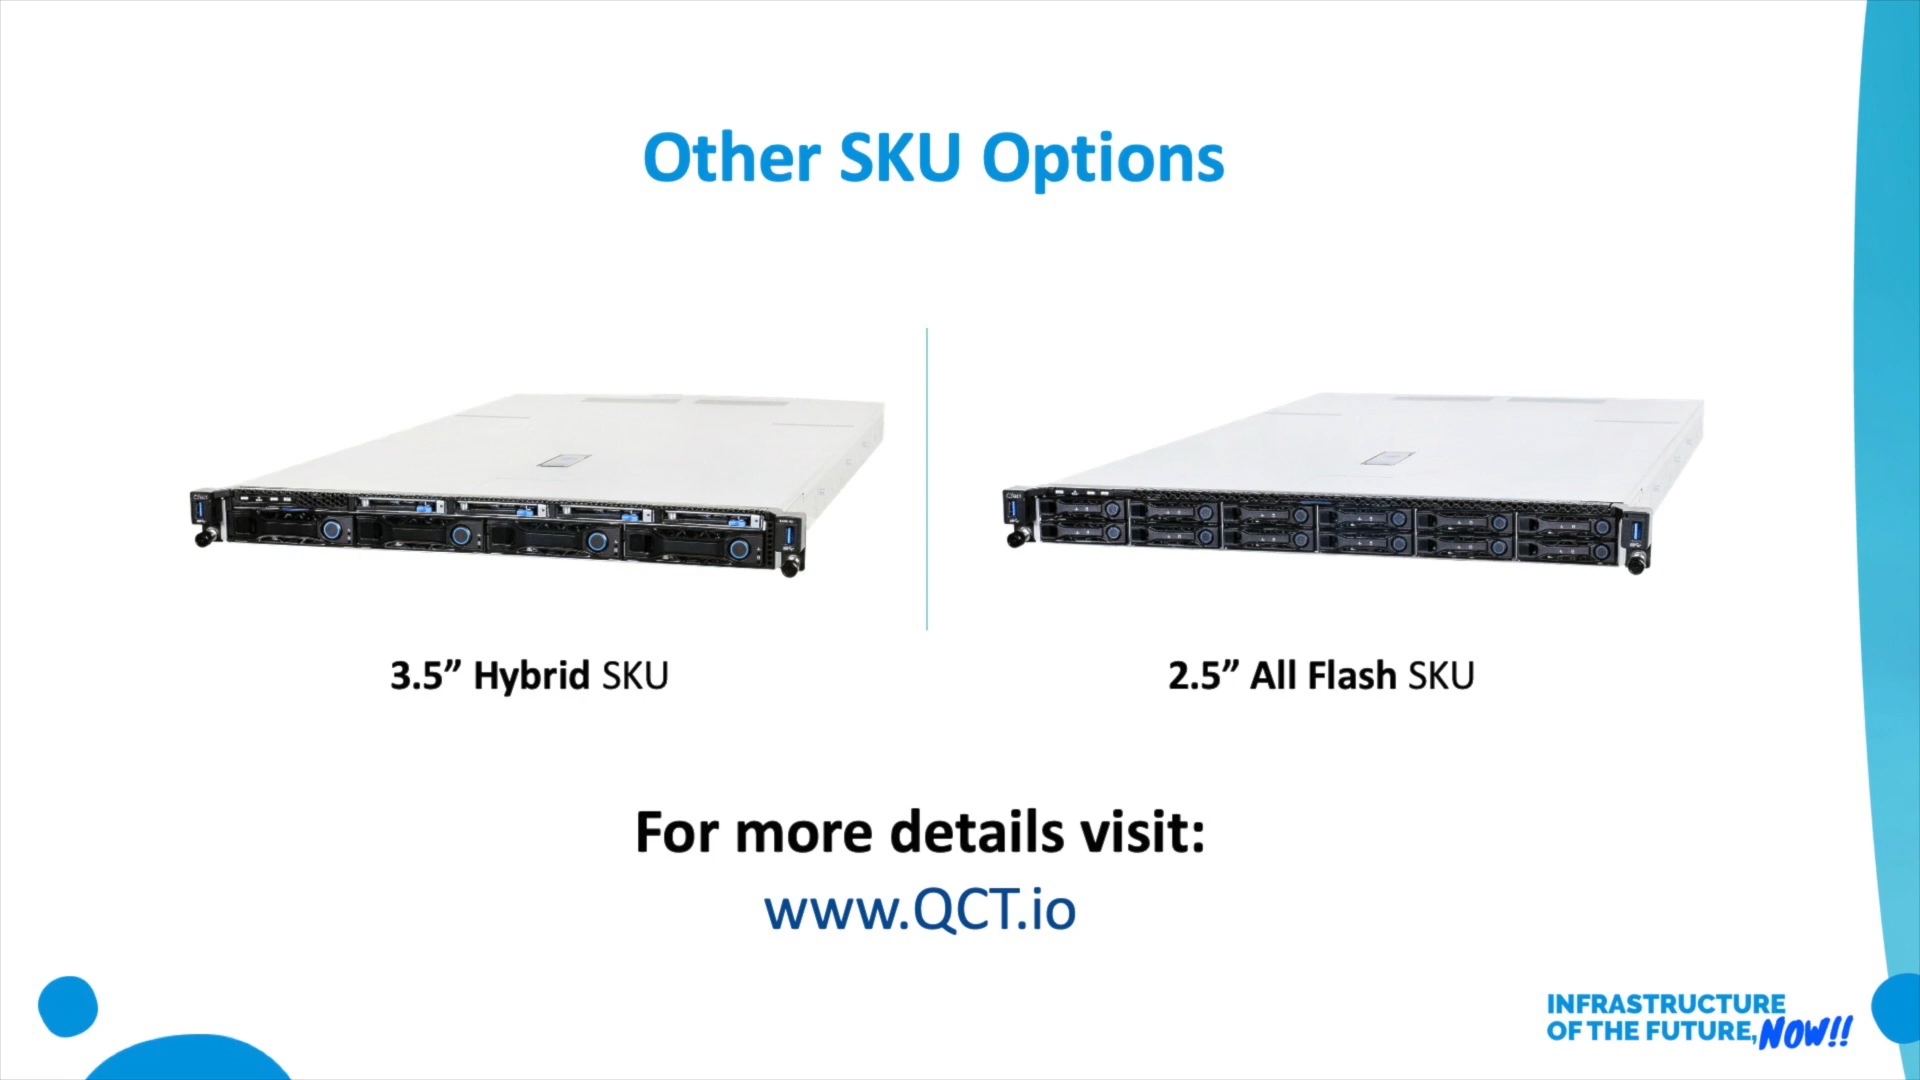 Other SKU Options
3.5” Hybrid SKU
2.5” All Flash SKU
For more details visit:
www.QCT.io
INFRASTRUCTURE
OF THE FUTURE, NOW!!